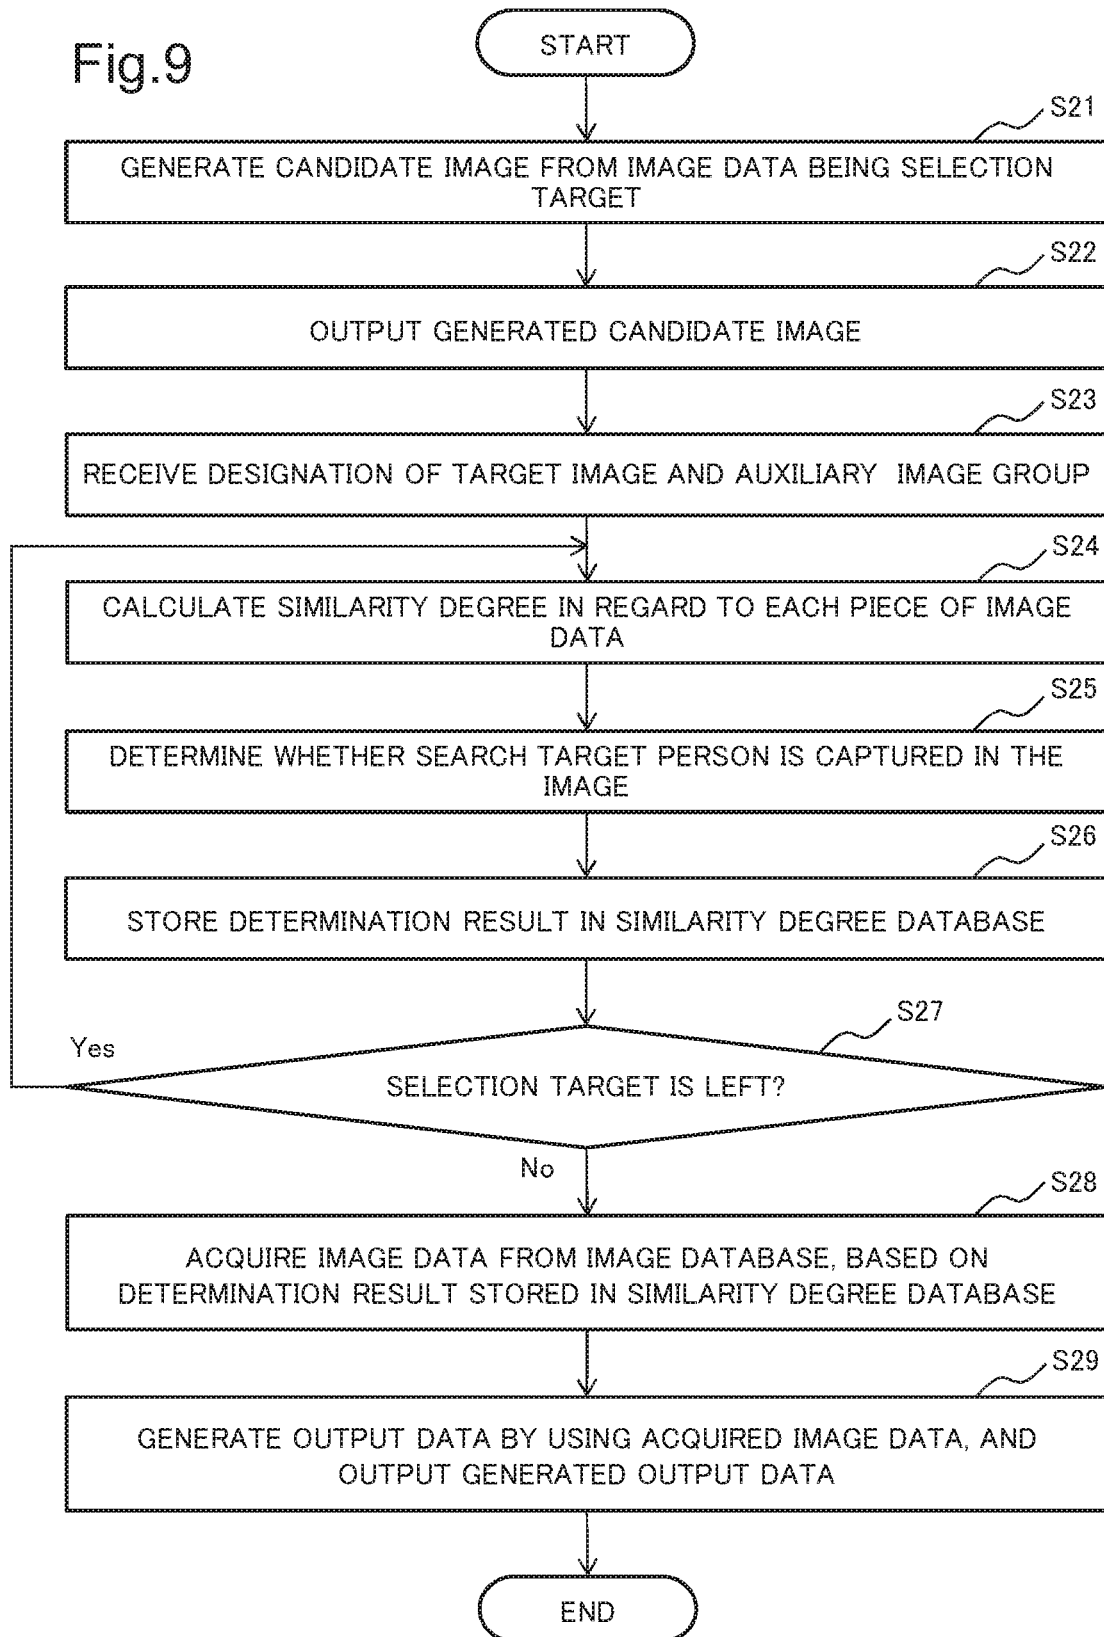 Fig.9
START
S21
GENERATE CANDIDATE IMAGE FROM IMAGE DATA BEING SELECTION
TARGET
S22
OUTPUT GENERATED CANDIDATE IMAGE
S23
RECEIVE DESIGNATION OF TARGET IMAGE AND AUXILIARY IMAGE GROUP
S24
CALCULATE SIMILARITY DEGREE IN REGARD TO EACH PIECE OF IMAGE
DATA
S25
DETERMINE WHETHER SEARCH TARGET PERSON IS CAPTURED IN THE
IMAGE
S26
STORE DETERMINATION RESULT IN SIMILARITY DEGREE DATABASE
S27
Yes
SELECTION TARGET IS LEFT?
No
S28
ACQUIRE IMAGE DATA FROM IMAGE DATABASE, BASED ON
DETERMINATION RESULT STORED IN SIMILARITY DEGREE DATABASE
S29
GENERATE OUTPUT DATA BY USING ACQUIRED IMAGE DATA, AND
OUTPUT GENERATED OUTPUT DATA
END